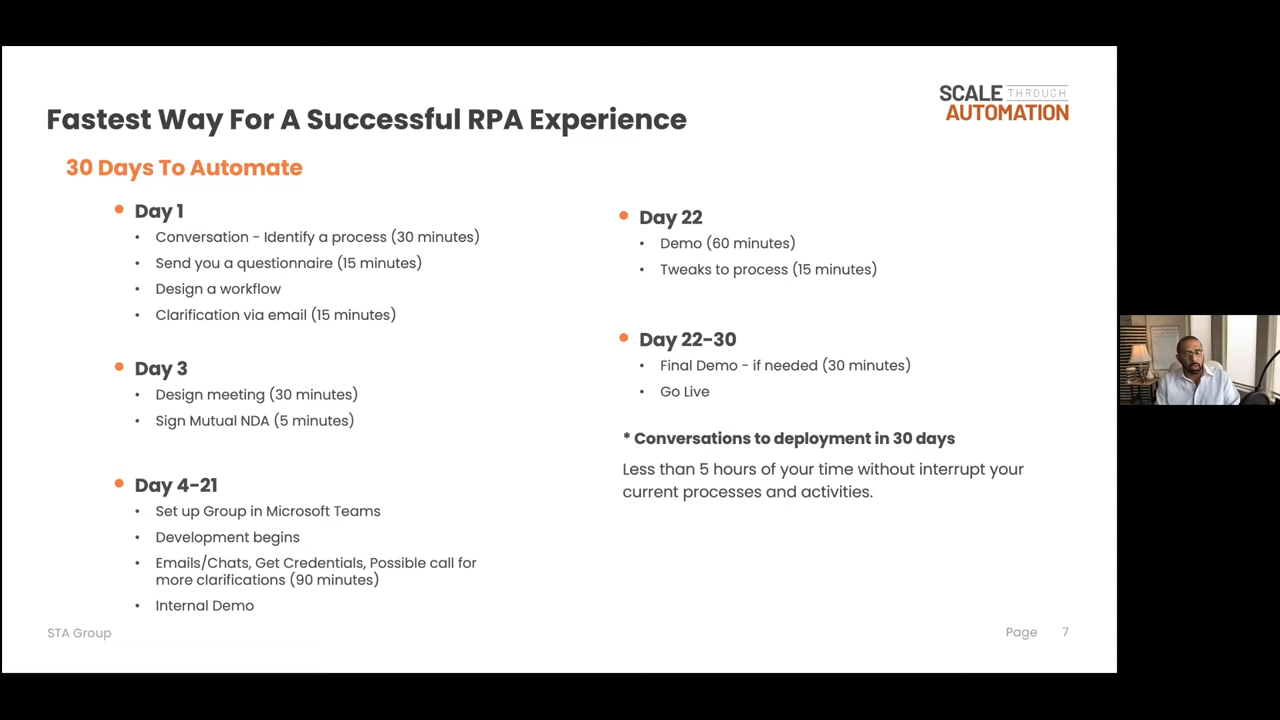 SCALE THROUGH
AUTOMATION
Fastest Way For A Successful RPA Experience
30 Days To Automate
• Day 1
• Conversation - Identify a process (30 minutes)
• Send you a questionnaire (15 minutes)
• Design a workflow
• Clarification via email (15 minutes)
• Day 3
• Design meeting (30 minutes)
• Sign Mutual NDA (5 minutes)
• Day 4-21
• Set up Group in Microsoft Teams
• Development begins
• Emails/Chats, Get Credentials, Possible call for
more clarifications (90 minutes)
• Internal Demo
• Day 22
• Demo (60 minutes)
• Tweaks to process (15 minutes)
• Day 22-30
• Final Demo - if needed (30 minutes)
• Go Live
* Conversations to deployment in 30 days
Less than 5 hours of your time without interrupt your
current processes and activities.
STA Group
Page 7